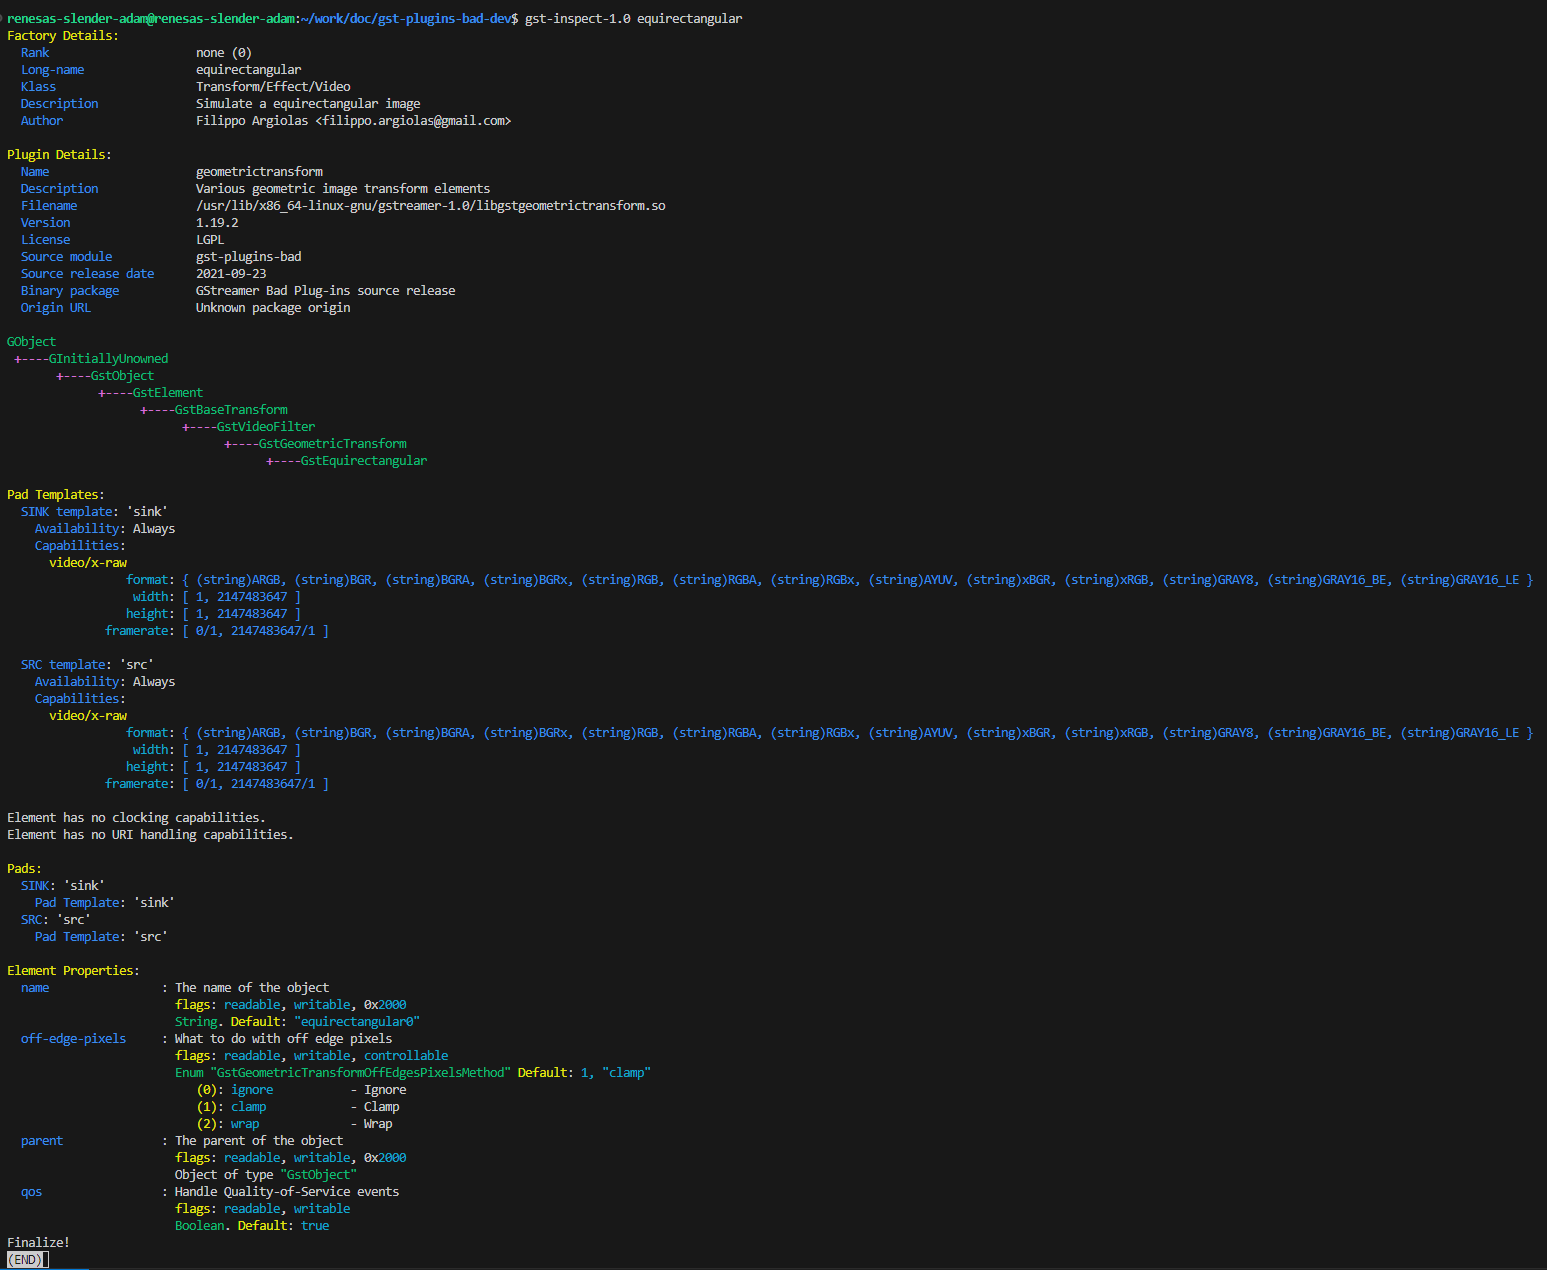 renesas-slender-adam@renesas-slender-adam:~/work/doc/gst-plugins-bad-dev$ gst-inspect-1.0 equirectangular
Factory Details:
  Rank                     none (0)
  Long-name                equirectangular
  Klass                    Transform/Effect/Video
  Description              Simulate a equirectangular image
  Author                   Filippo Argiolas <filippo.argiolas@gmail.com>

Plugin Details:
  Name                     geometrictransform
  Description              Various geometric image transform elements
  Filename                 /usr/lib/x86_64-linux-gnu/gstreamer-1.0/libgstgeometrictransform.so
  Version                  1.19.2
  License                  LGPL
  Source module            gst-plugins-bad
  Source release date      2021-09-23
  Binary package           GStreamer Bad Plug-ins source release
  Origin URL               Unknown package origin

GObject
 +----GInitiallyUnowned
       +----GstObject
             +----GstElement
                   +----GstBaseTransform
                         +----GstVideoFilter
                               +----GstGeometricTransform
                                     +----GstEquirectangular

Pad Templates:
  SINK template: 'sink'
    Availability: Always
    Capabilities:
      video/x-raw
                 format: { (string)ARGB, (string)BGR, (string)BGRA, (string)BGRx, (string)RGB, (string)RGBA, (string)RGBx, (string)AYUV, (string)xBGR, (string)xRGB, (string)GRAY8, (string)GRAY16_BE, (string)GRAY16_LE }
                  width: [ 1, 2147483647 ]
                 height: [ 1, 2147483647 ]
              framerate: [ 0/1, 2147483647/1 ]

  SRC template: 'src'
    Availability: Always
    Capabilities:
      video/x-raw
                 format: { (string)ARGB, (string)BGR, (string)BGRA, (string)BGRx, (string)RGB, (string)RGBA, (string)RGBx, (string)AYUV, (string)xBGR, (string)xRGB, (string)GRAY8, (string)GRAY16_BE, (string)GRAY16_LE }
                  width: [ 1, 2147483647 ]
                 height: [ 1, 2147483647 ]
              framerate: [ 0/1, 2147483647/1 ]

Element has no clocking capabilities.
Element has no URI handling capabilities.

Pads:
  SINK: 'sink'
    Pad Template: 'sink'
  SRC: 'src'
    Pad Template: 'src'

Element Properties:
  name                : The name of the object
                        flags: readable, writable, 0x2000
                        String. Default: "equirectangular0"
  off-edge-pixels     : What to do with off edge pixels
                        flags: readable, writable, controllable
                        Enum "GstGeometricTransformOffEdgesPixelsMethod" Default: 1, "clamp"
                           (0): ignore           - Ignore
                           (1): clamp            - Clamp
                           (2): wrap             - Wrap
  parent              : The parent of the object
                        flags: readable, writable, 0x2000
                        Object of type "GstObject"
  qos                 : Handle Quality-of-Service events
                        flags: readable, writable
                        Boolean. Default: true
Finalize!
(END)